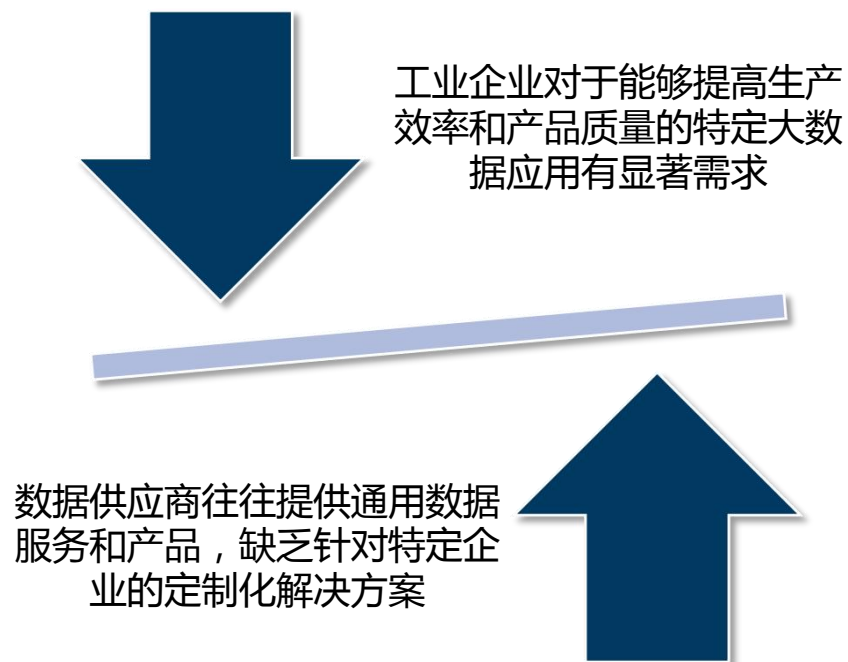 工业企业对于能够提高生产
效率和产品质量的特定大数
据应用有显著需求
数据供应商往往提供通用数据
服务和产品，缺乏针对特定企
业的定制化解决方案